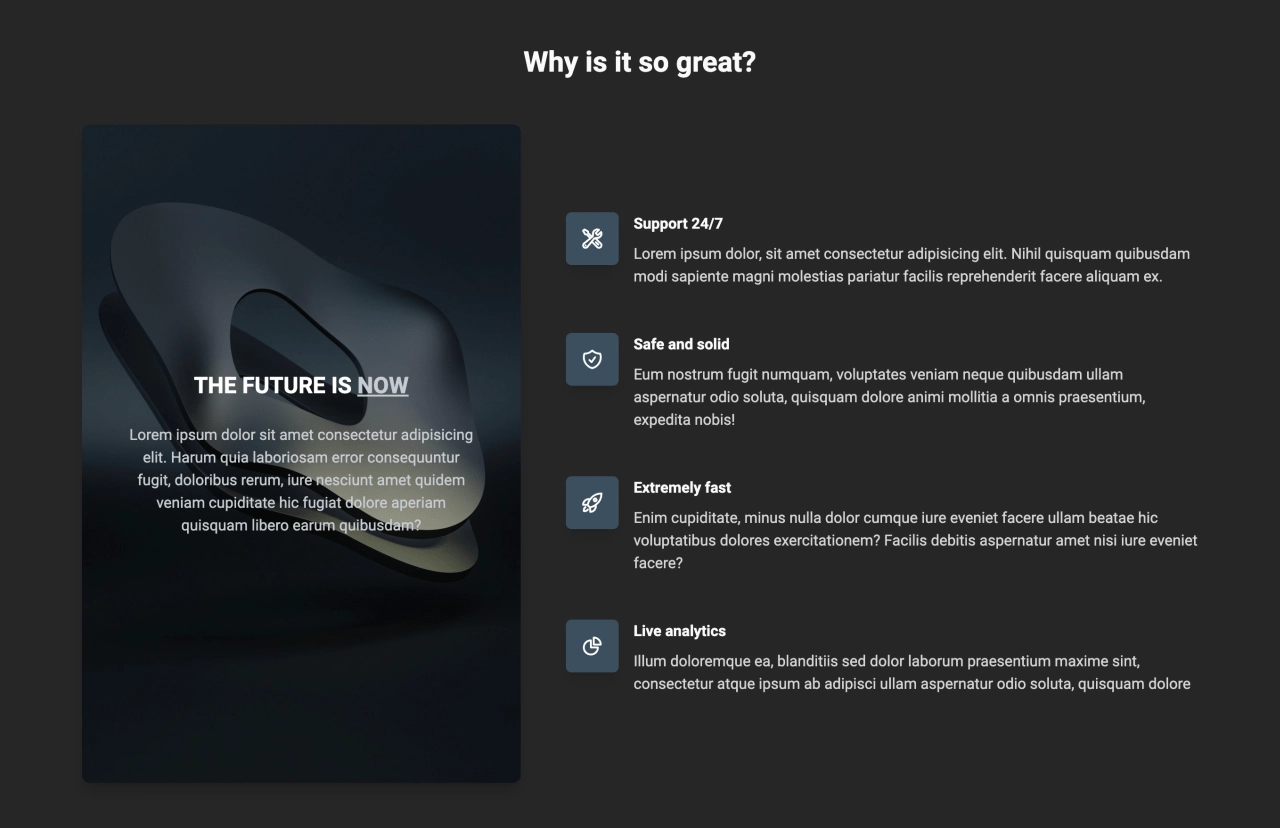 Why is it so great?
THE FUTURE IS NOW
Lorem ipsum dolor sit amet consectetur adipisicing
elit. Harum quia laboriosam error consequuntur
fugit, doloribus rerum, iure nesciunt amet quidem
veniam cupiditate hic fugiat dolore aperiam
quisquam libero earum quibusdam?
Support 24/7
Lorem ipsum dolor, sit amet consectetur adipisicing elit. Nihil quisquam quibusdam
modi sapiente magni molestias pariatur facilis reprehenderit facere aliquam ex.
Safe and solid
Eum nostrum fugit numquam, voluptates veniam neque quibusdam ullam
aspernatur odio soluta, quisquam dolore animi mollitia a omnis praesentium,
expedita nobis!
Extremely fast
Enim cupiditate, minus nulla dolor cumque iure eveniet facere ullam beatae hic
voluptatibus dolores exercitationem? Facilis debitis aspernatur amet nisi iure eveniet
facere?
Live analytics
Illum doloremque ea, blanditiis sed dolor laborum praesentium maxime sint,
consectetur atque ipsum ab adipisci ullam aspernatur odio soluta, quisquam dolore